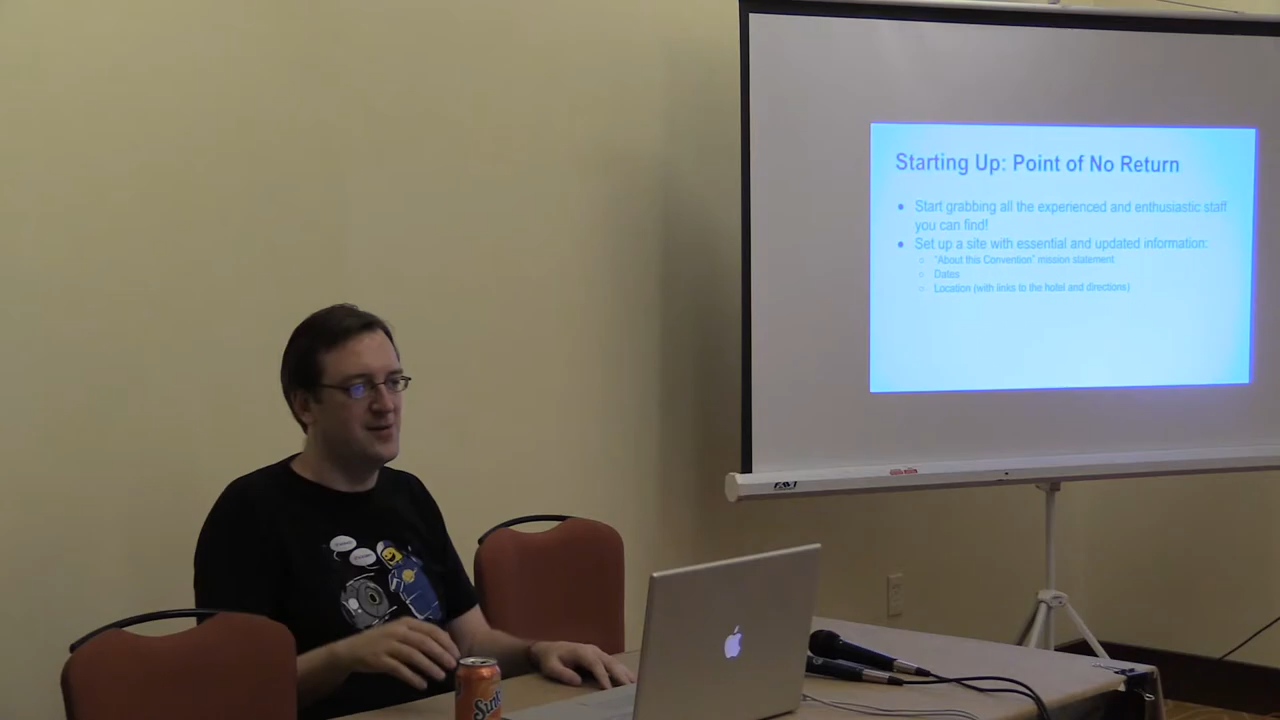 Starting Up: Point of No Return
● Start grabbing all the experienced and enthusiastic staff
you can find!
● Set up a site with essential and updated information:
○ "About this Convention" mission statement
○ Dates
○ Location (with links to the hotel and directions)
Sunk